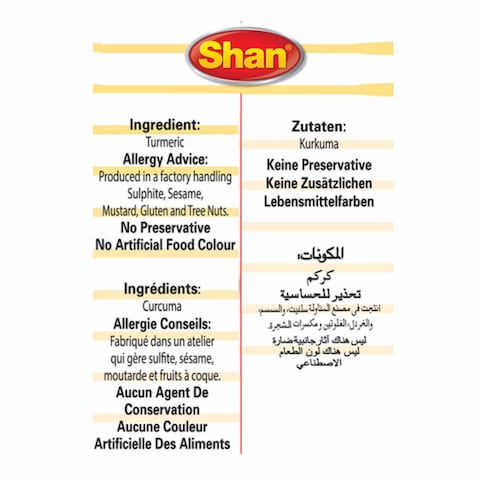 Shan®
Ingredient:
Turmeric
Allergy Advice:
Produced in a factory handling
Sulphite, Sesame,
Mustard, Gluten and Tree Nuts.
No Preservative
No Artificial Food Colour
Ingrédients:
Curcuma
Allergie Conseils:
Fabriqué dans un atelier
qui gère sulfite, sésame,
moutarde et fruits à coque.
Aucun Agent De
Conservation
Aucune Couleur
Artificielle Des Aliments
Zutaten:
Kurkuma
Keine Preservative
Keine Zusätzlichen
Lebensmittelfarben
المكونات:
كركم
تحذير للحساسية
انتجت في مصنع المناولة سلفيت، والسمسم،
والخردل، الغلوتين ومكسرات الشجرة.
ليس هناك آثار جانبية ضارة
ليس هناك لون الطعام
الاصطناعي